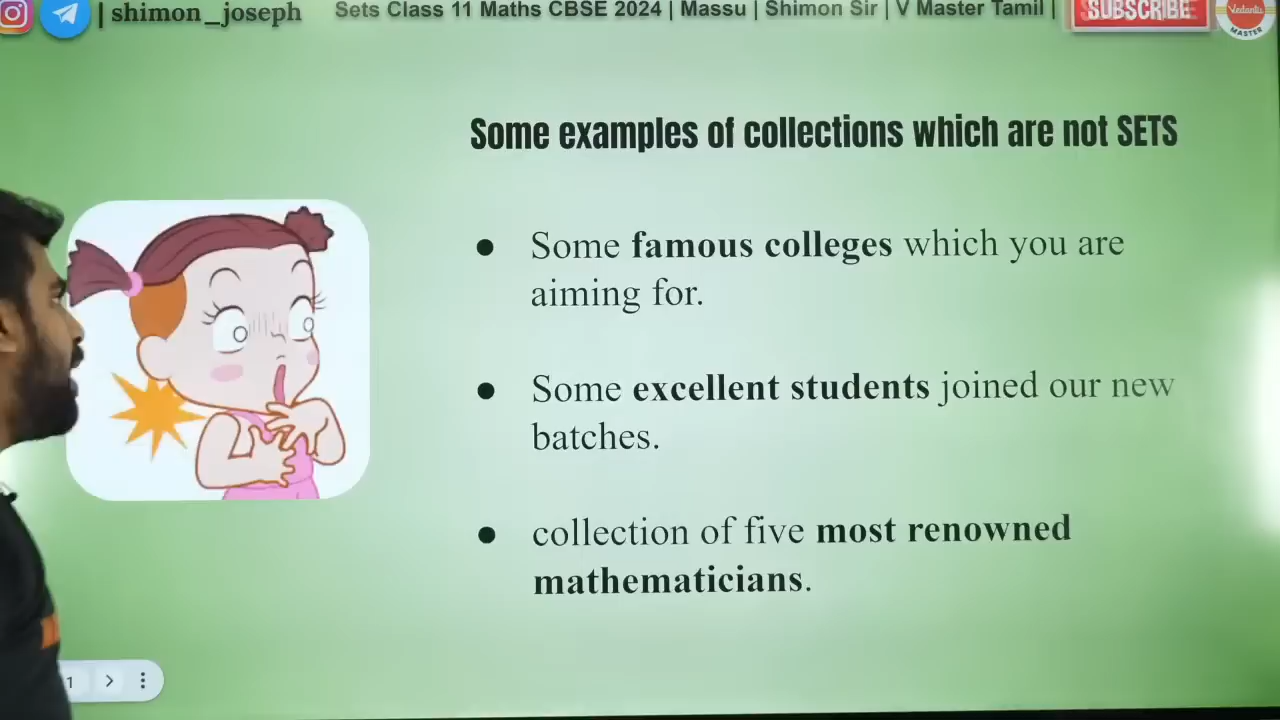 | shimon_joseph
Sets Class 11 Maths CBSE 2024 | Massu | Shimon Sir | V Master Tamil |
SUBSCRIBE
Vedantu
MASTER
Some examples of collections which are not SETS
● Some famous colleges which you are
aiming for.
● Some excellent students joined our new
batches.
● collection of five most renowned
mathematicians.
1